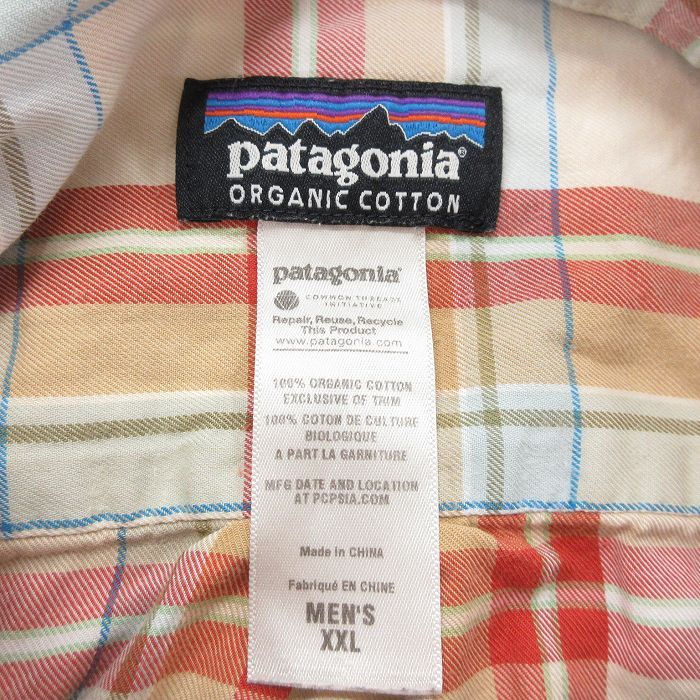 patagonia®
ORGANIC COTTON
patagonia®
COMMON THREADS
INITIATIVE
Repair, Reuse, Recycle
This Product
www.patagonia.com
100% ORGANIC COTTON
EXCLUSIVE OF TRIM
100% COTON DE CULTURE
BIOLOGIQUE
A PART LA GARNITURE
MFG DATE AND LOCATION
AT PCPSIA.COM
Made in CHINA
Fabriqué EN CHINE
MEN'S
XXL